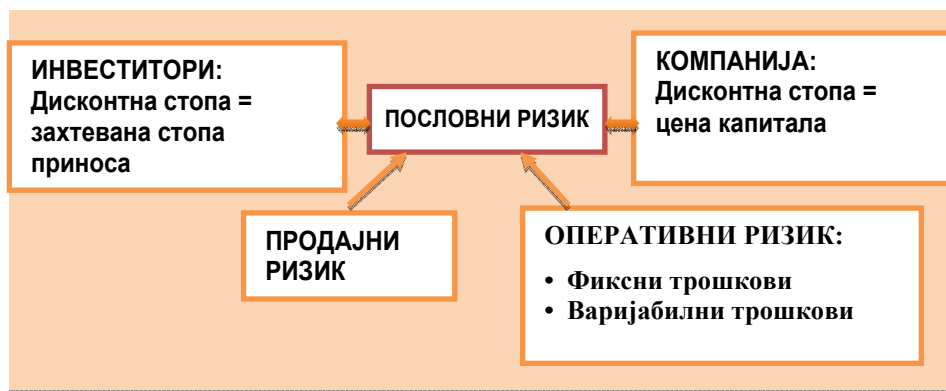 ИНВЕСТИТОРИ:
Дисконтна стопа =
захтевана стопа
приноса
ПОСЛОВНИ РИЗИК
КОМПАНИЈА:
Дисконтна стопа =
цена капитала
ПРОДАЈНИ
РИЗИК
ОПЕРАТИВНИ РИЗИК:
• Фиксни трошкови
• Варијабилни трошкови